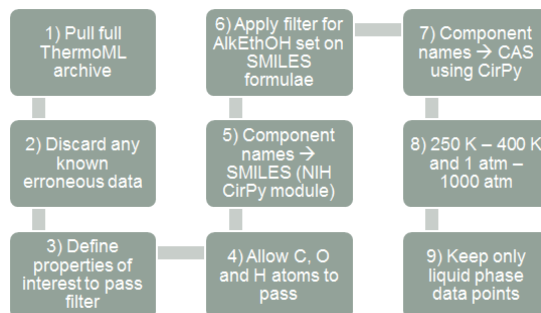 1) Pull full
ThermoML
archive
2) Discard any
known
erroneous data
3) Define
properties of
interest to pass
filter
4) Allow C, O
and H atoms to
pass
5) Component
names →
SMILES (NIH
CirPy module)
6) Apply filter for
AlkEthOH set on
SMILES
formulae
7) Component
names → CAS
using CirPy
8) 250 K – 400 K
and 1 atm –
1000 atm
9) Keep only
liquid phase
data points